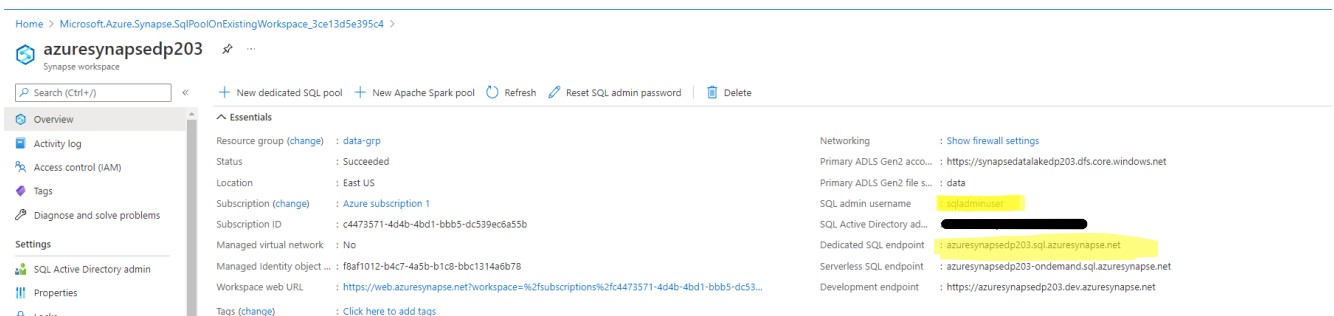 Home > Microsoft.Azure.Synapse.SqlPoolOnExistingWorkspace_3ce13d5e395c4 >
azuresynapsedp203
Synapse workspace
Search (Ctrl+/) «
New dedicated SQL pool New Apache Spark pool Refresh Reset SQL admin password Delete
Overview
Activity log
Access control (IAM)
Tags
Diagnose and solve problems
Settings
SQL Active Directory admin
Properties
Locks
Essentials
Resource group (change) : data-grp
Status : Succeeded
Location : East US
Subscription (change) : Azure subscription 1
Subscription ID : c4473571-4d4b-4bd1-bbb5-dc539ec6a55b
Managed virtual network : No
Managed Identity object ... : f8af1012-b4c7-4a5b-b1c8-bbc1314a6b78
Workspace web URL : https://web.azuresynapse.net?workspace=%2fsubscriptions%2fc4473571-4d4b-4bd1-bbb5-dc53...
Tags (change) : Click here to add tags
Networking : Show firewall settings
Primary ADLS Gen2 acco... : https://synapsedatalakedp203.dfs.core.windows.net
Primary ADLS Gen2 file s... : data
SQL admin username : sqladminuser
SQL Active Directory ad... :
Dedicated SQL endpoint : azuresynapsedp203.sql.azuresynapse.net
Serverless SQL endpoint : azuresynapsedp203-ondemand.sql.azuresynapse.net
Development endpoint : https://azuresynapsedp203.dev.azuresynapse.net